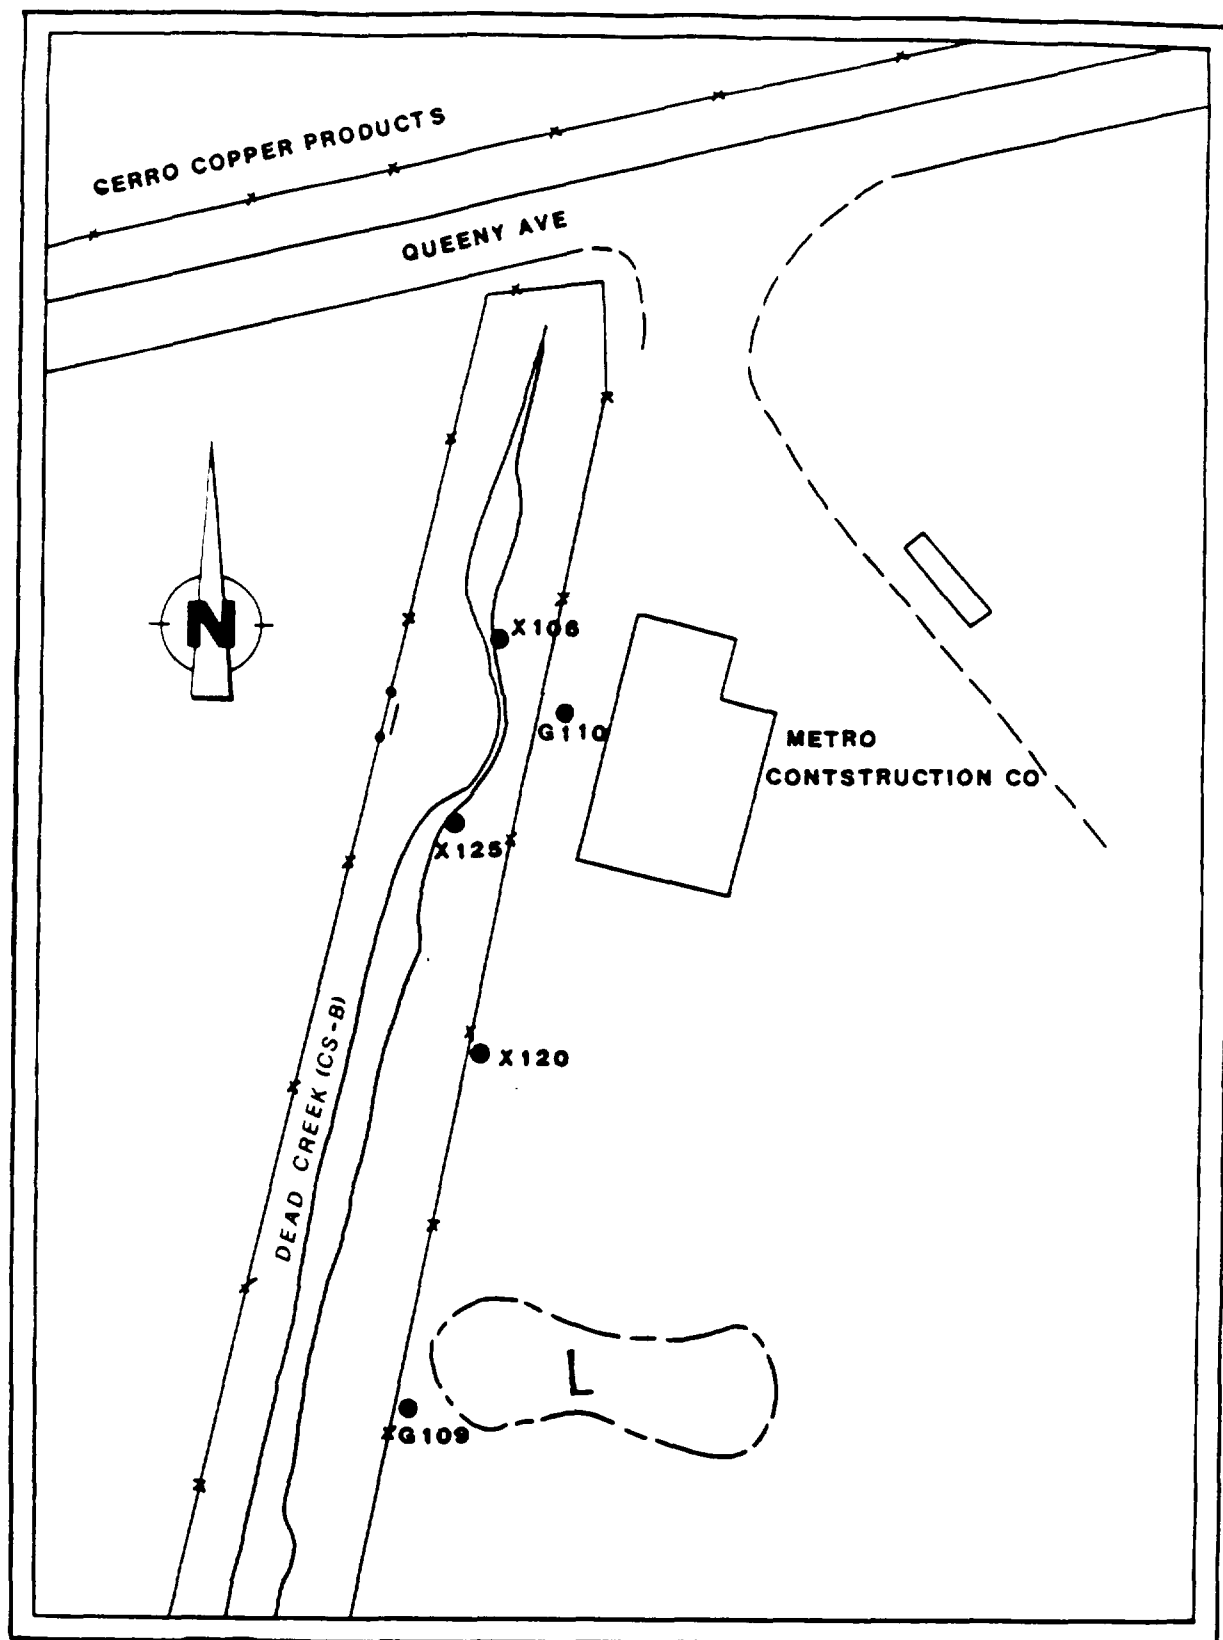 CERRO COPPER PRODUCTS
QUEENY AVE
N
X106
G110
METRO
CONTSTRUCTION CO
X125
DEAD CREEK (CS-B)
X120
L
G109